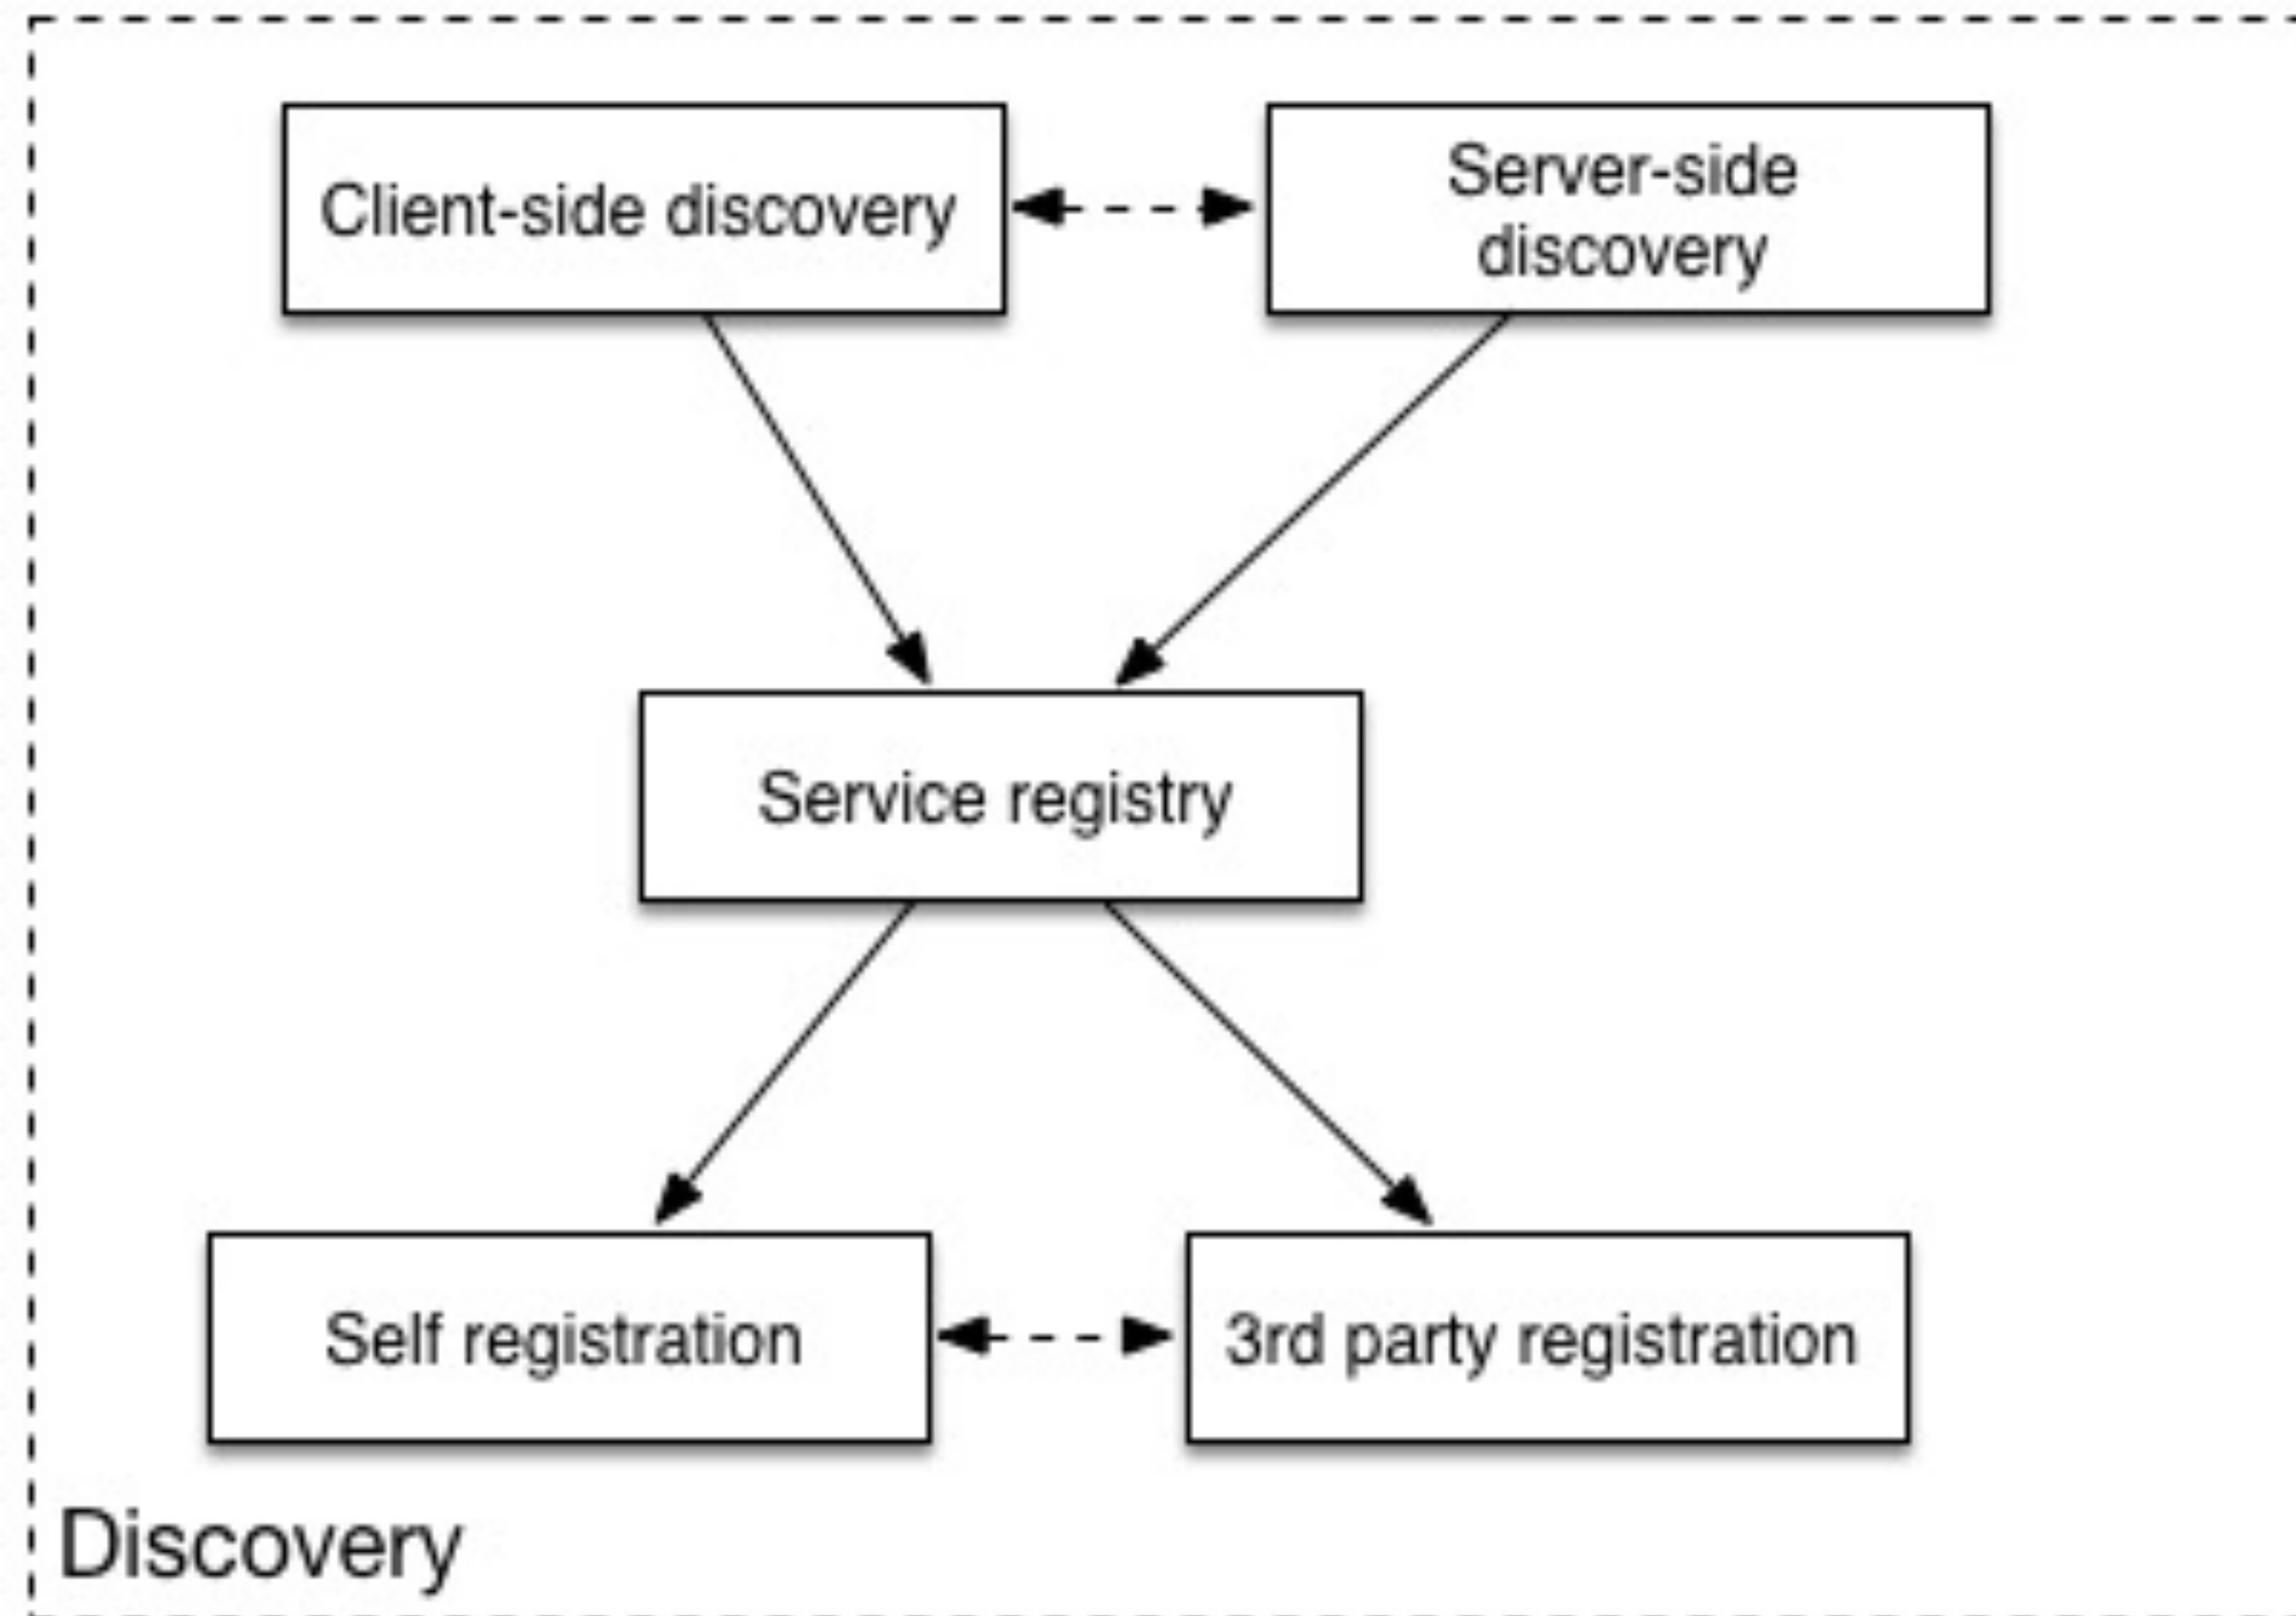 Client-side discovery
Server-side
discovery
Service registry
Self registration
3rd party registration
Discovery